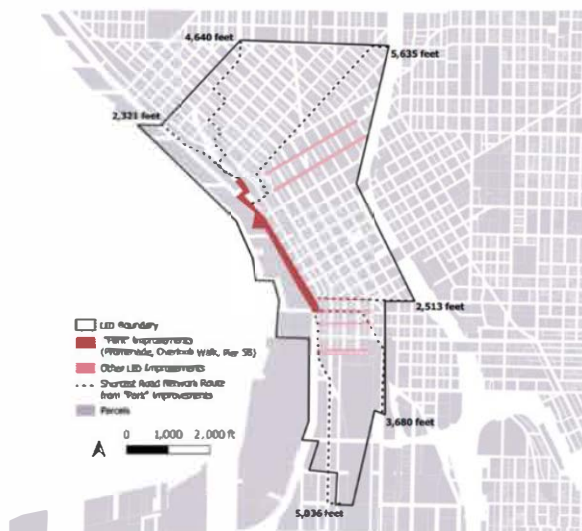 4,640 feet
5,635 feet
2,321 feet
2,513 feet
LID Boundary
"Park" Improvements
(Promenade, Overlook Walk, Pier 58)
Other LID Improvements
Shortest Road Network Route
from "Park" Improvements
Parcels
3,680 feet
0 1,000 2,000 ft
5,036 feet